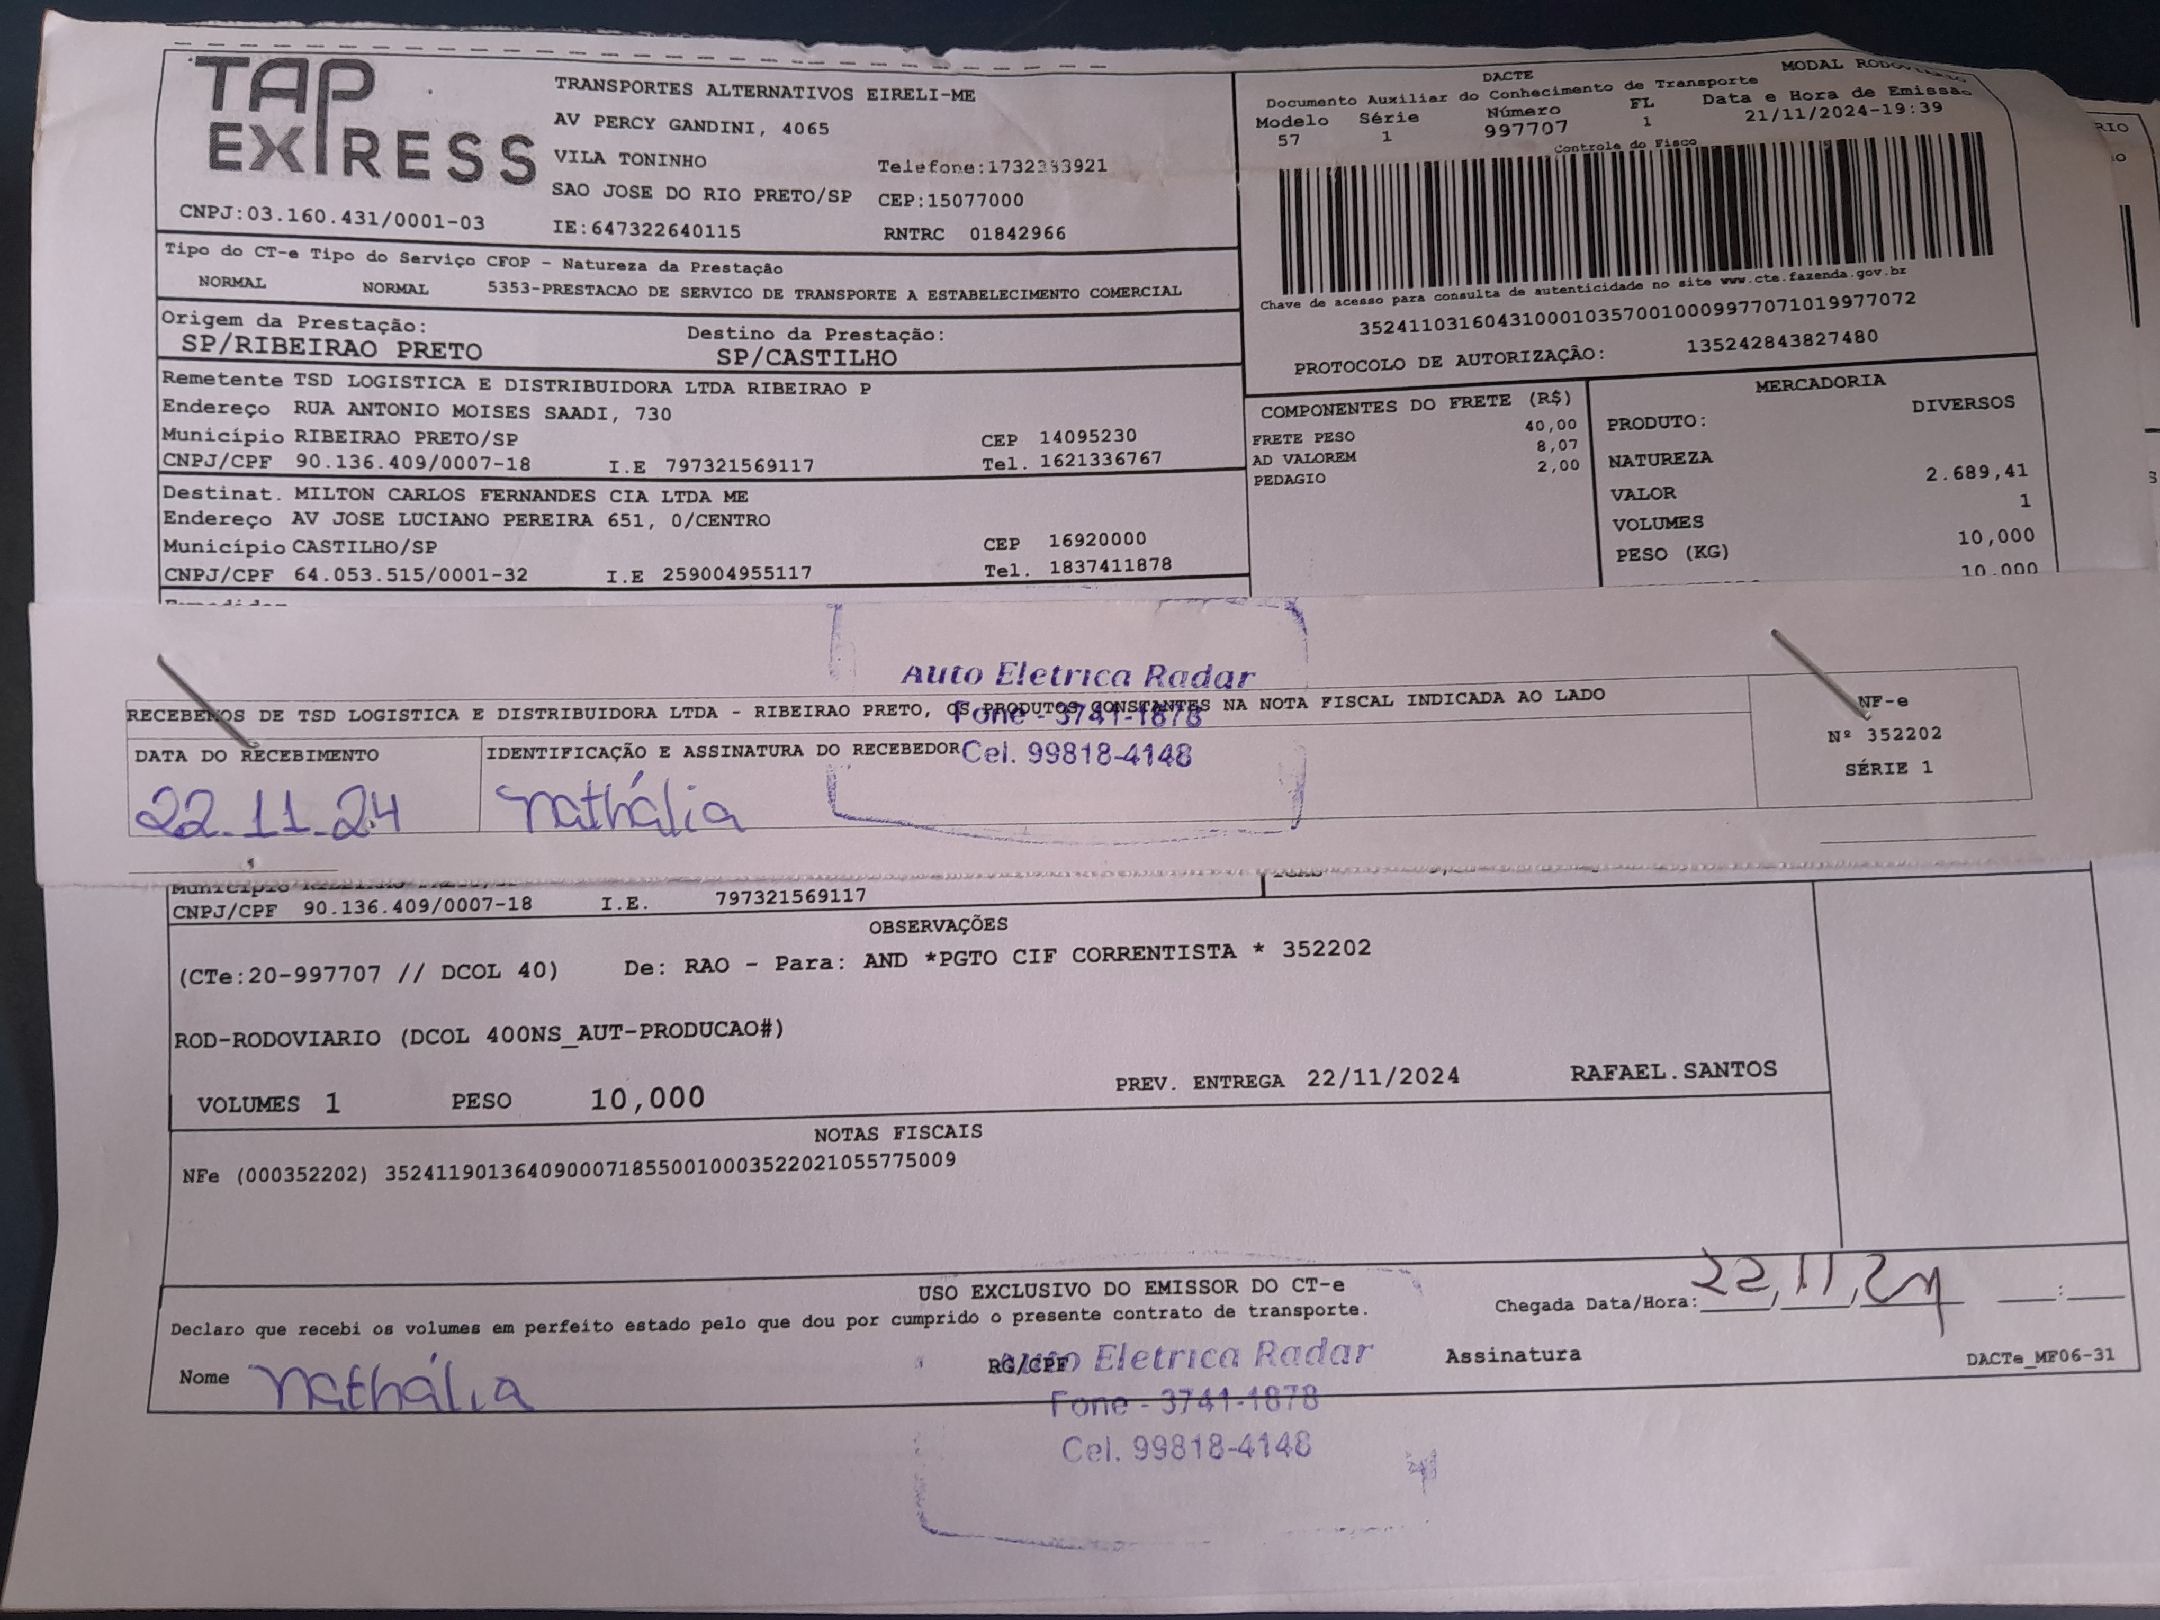 TAP EXPRESS
TRANSPORTES ALTERNATIVOS EIRELI-ME
AV PERCY GANDINI, 4065
VILA TONINHO
Telefone:1732333921
SAO JOSE DO RIO PRETO/SP CEP:15077000
CNPJ:03.160.431/0001-03 IE:647322640115 RNTRC 01842966
DACTE MODAL RODOVIÁRIO
Documento Auxiliar do Conhecimento de Transporte
Modelo Série Número FL Data e Hora de Emissão
57 1 997707 1 21/11/2024-19:39
Controle do Fisco
Chave de acesso para consulta de autenticidade no site www.cte.fazenda.gov.br
35241103160431000103570010009977071019977072
PROTOCOLO DE AUTORIZAÇÃO: 135242843827480
Tipo do CT-e Tipo do Serviço CFOP - Natureza da Prestação
NORMAL NORMAL 5353-PRESTACAO DE SERVICO DE TRANSPORTE A ESTABELECIMENTO COMERCIAL
Origem da Prestação: Destino da Prestação:
SP/RIBEIRAO PRETO SP/CASTILHO
Remetente TSD LOGISTICA E DISTRIBUIDORA LTDA RIBEIRAO P
Endereço RUA ANTONIO MOISES SAADI, 730
Município RIBEIRAO PRETO/SP CEP 14095230
CNPJ/CPF 90.136.409/0007-18 I.E 797321569117 Tel. 1621336767
Destinat. MILTON CARLOS FERNANDES CIA LTDA ME
Endereço AV JOSE LUCIANO PEREIRA 651, 0/CENTRO
Município CASTILHO/SP CEP 16920000
CNPJ/CPF 64.053.515/0001-32 I.E 259004955117 Tel. 1837411878
COMPONENTES DO FRETE (R$)
FRETE PESO 40,00
AD VALOREM 8,07
PEDAGIO 2,00
MERCADORIA
PRODUTO: DIVERSOS
NATUREZA
VALOR 2.689,41
VOLUMES 1
PESO (KG) 10,000
10,000
Auto Eletrica Radar
Fone - 3741-1878
Cel. 99818-4148
RECEBEMOS DE TSD LOGISTICA E DISTRIBUIDORA LTDA - RIBEIRAO PRETO, OS PRODUTOS CONSTANTES NA NOTA FISCAL INDICADA AO LADO
NF-e
Nº 352202
SÉRIE 1
DATA DO RECEBIMENTO IDENTIFICAÇÃO E ASSINATURA DO RECEBEDOR
22.11.24 Nathália
Município
CNPJ/CPF 90.136.409/0007-18 I.E. 797321569117
OBSERVAÇÕES
(CTe:20-997707 // DCOL 40) De: RAO - Para: AND *PGTO CIF CORRENTISTA * 352202
ROD-RODOVIARIO (DCOL 400NS_AUT-PRODUCAO#)
VOLUMES 1 PESO 10,000 PREV. ENTREGA 22/11/2024 RAFAEL.SANTOS
NOTAS FISCAIS
NFe (000352202) 35241190136409000718550010003522021055775009
USO EXCLUSIVO DO EMISSOR DO CT-e
Declaro que recebi os volumes em perfeito estado pelo que dou por cumprido o presente contrato de transporte.
Chegada Data/Hora: 22/11/24 :
Nome Nathália RG/CPF Assinatura DACTe_MF06-31
Auto Eletrica Radar
Fone - 3741-1878
Cel. 99818-4148